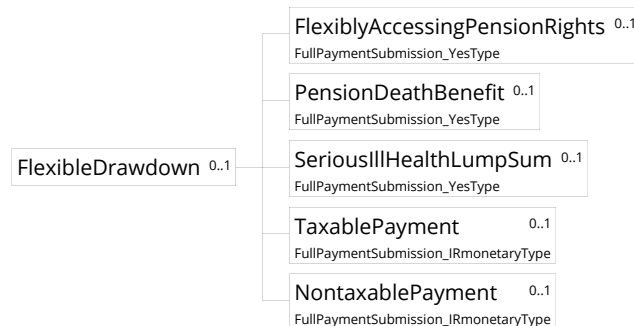 FlexiblyAccessingPensionRights 0..1
FullPaymentSubmission_YesType
PensionDeathBenefit 0..1
FullPaymentSubmission_YesType
FlexibleDrawdown 0..1
SeriousIllHealthLumpSum 0..1
FullPaymentSubmission_YesType
TaxablePayment 0..1
FullPaymentSubmission_IRmonetaryType
NontaxablePayment 0..1
FullPaymentSubmission_IRmonetaryType